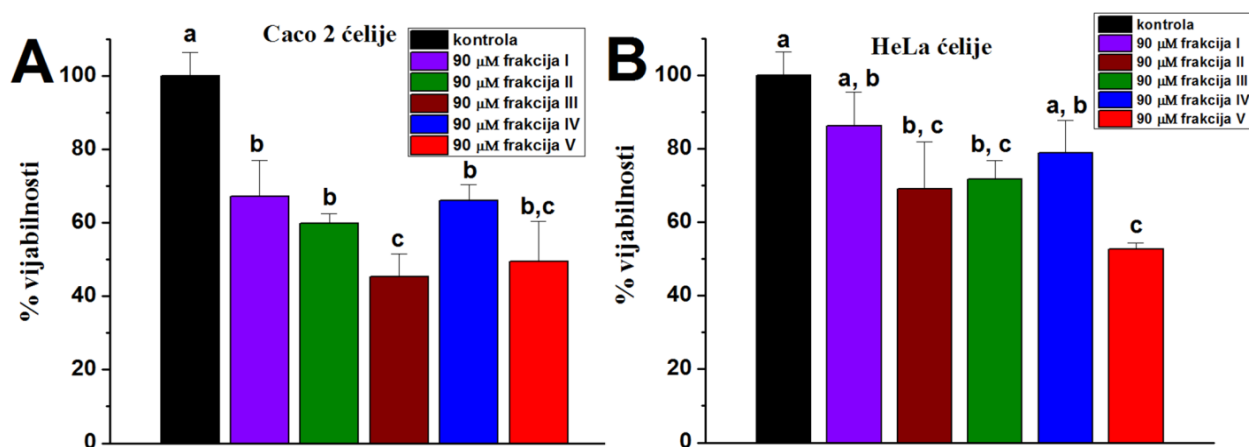 A
Caco 2 ćelije
kontrola
90 μM frakcija I
90 μM frakcija II
90 μM frakcija III
90 μM frakcija IV
90 μM frakcija V
% vijabilnosti
100
80
60
40
20
0
a
b
b
c
b
b,c
B
HeLa ćelije
kontrola
90 μM frakcija I
90 μM frakcija II
90 μM frakcija III
90 μM frakcija IV
90 μM frakcija V
% vijabilnosti
100
80
60
40
20
0
a
a, b
b, c
b, c
a, b
c